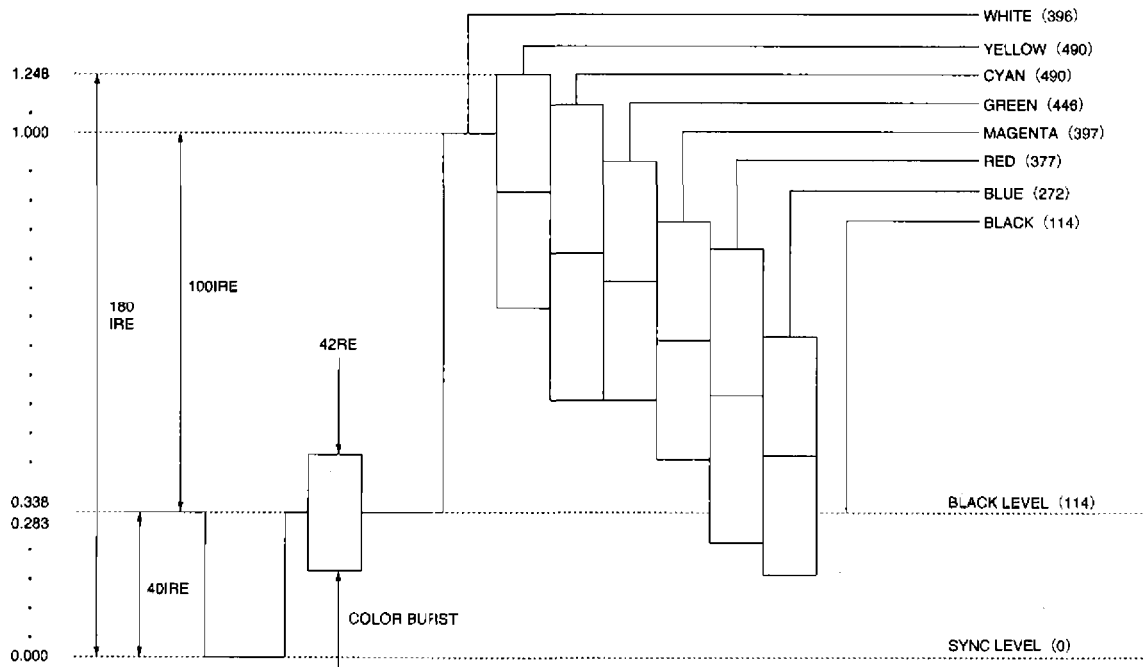 WHITE (396)
YELLOW (490)
1.248
CYAN (490)
GREEN (446)
1.000
MAGENTA (397)
RED (377)
BLUE (272)
BLACK (114)
100IRE
180
IRE
42RE
0.338
BLACK LEVEL (114)
0.283
40IRE
COLOR BURST
0.000
SYNC LEVEL (0)